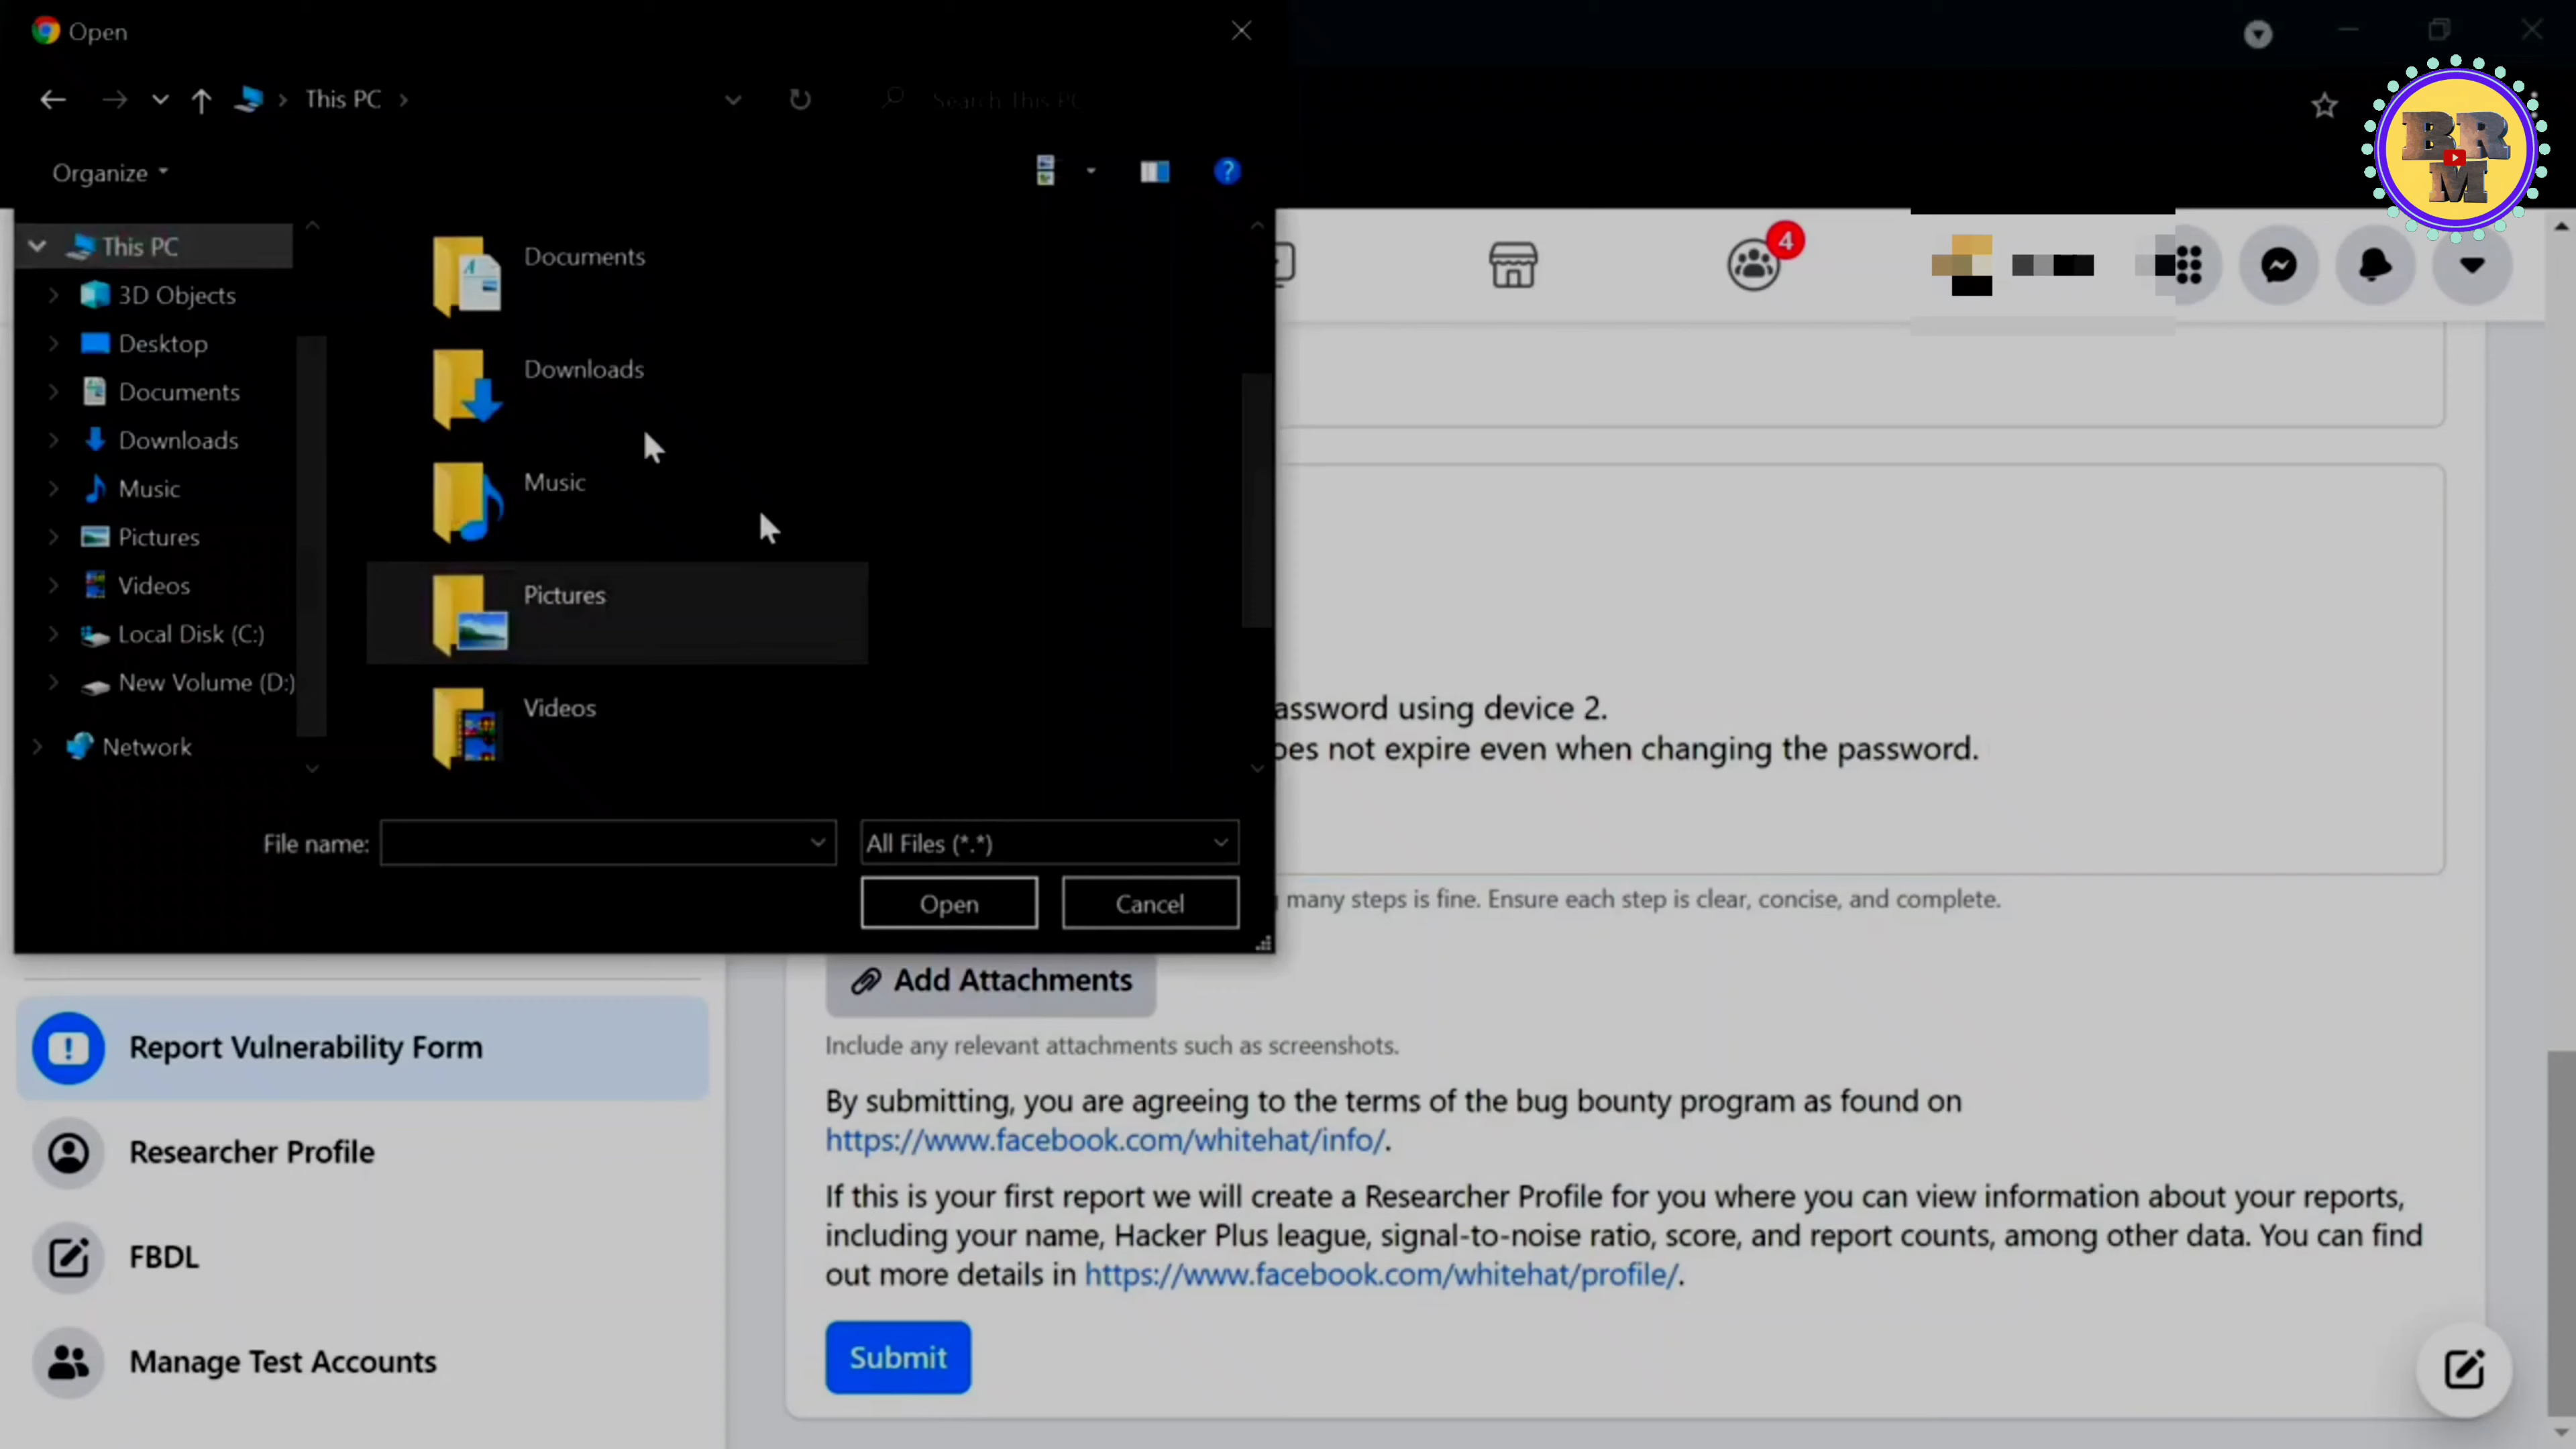 Open
This PC
Search This PC
Organize
This PC
3D Objects
Desktop
Documents
Downloads
Music
Pictures
Videos
Local Disk (C:)
New Volume (D:)
Network
Documents
Downloads
Music
Pictures
Videos
File name:
All Files (*.*)
Open
Cancel
BR
M
4
assword using device 2.
oes not expire even when changing the password.
many steps is fine. Ensure each step is clear, concise, and complete.
Add Attachments
Include any relevant attachments such as screenshots.
By submitting, you are agreeing to the terms of the bug bounty program as found on
https://www.facebook.com/whitehat/info/.
If this is your first report we will create a Researcher Profile for you where you can view information about your reports,
including your name, Hacker Plus league, signal-to-noise ratio, score, and report counts, among other data. You can find
out more details in https://www.facebook.com/whitehat/profile/.
Submit
Report Vulnerability Form
Researcher Profile
FBDL
Manage Test Accounts